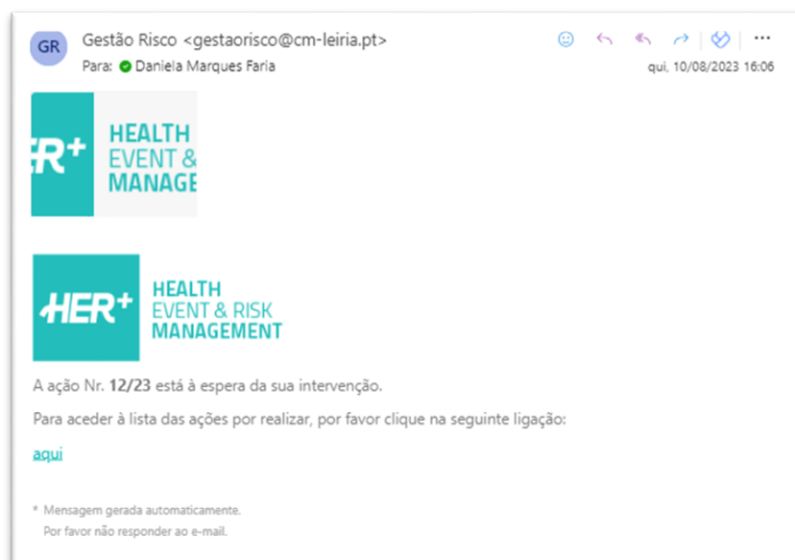 GR
Gestão Risco <gestaorisco@cm-leiria.pt>
Para: Daniela Marques Faria
qui, 10/08/2023 16:06
ER+
HEALTH
EVENT &
MANAGE
HER+
HEALTH
EVENT & RISK
MANAGEMENT
A ação Nr. 12/23 está à espera da sua intervenção.
Para aceder à lista das ações por realizar, por favor clique na seguinte ligação:
aqui
* Mensagem gerada automaticamente.
Por favor não responder ao e-mail.